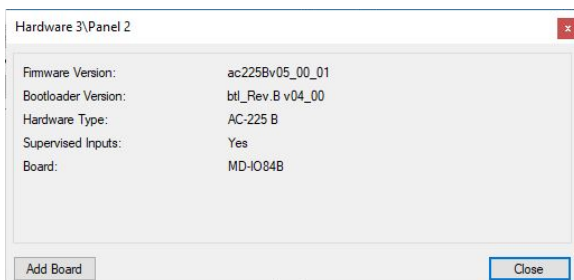 Hardware 3\Panel 2
x
Firmware Version: ac225Bv05_00_01
Bootloader Version: btl_Rev.B v04_00
Hardware Type: AC-225 B
Supervised Inputs: Yes
Board: MD-IO84B
Add Board Close